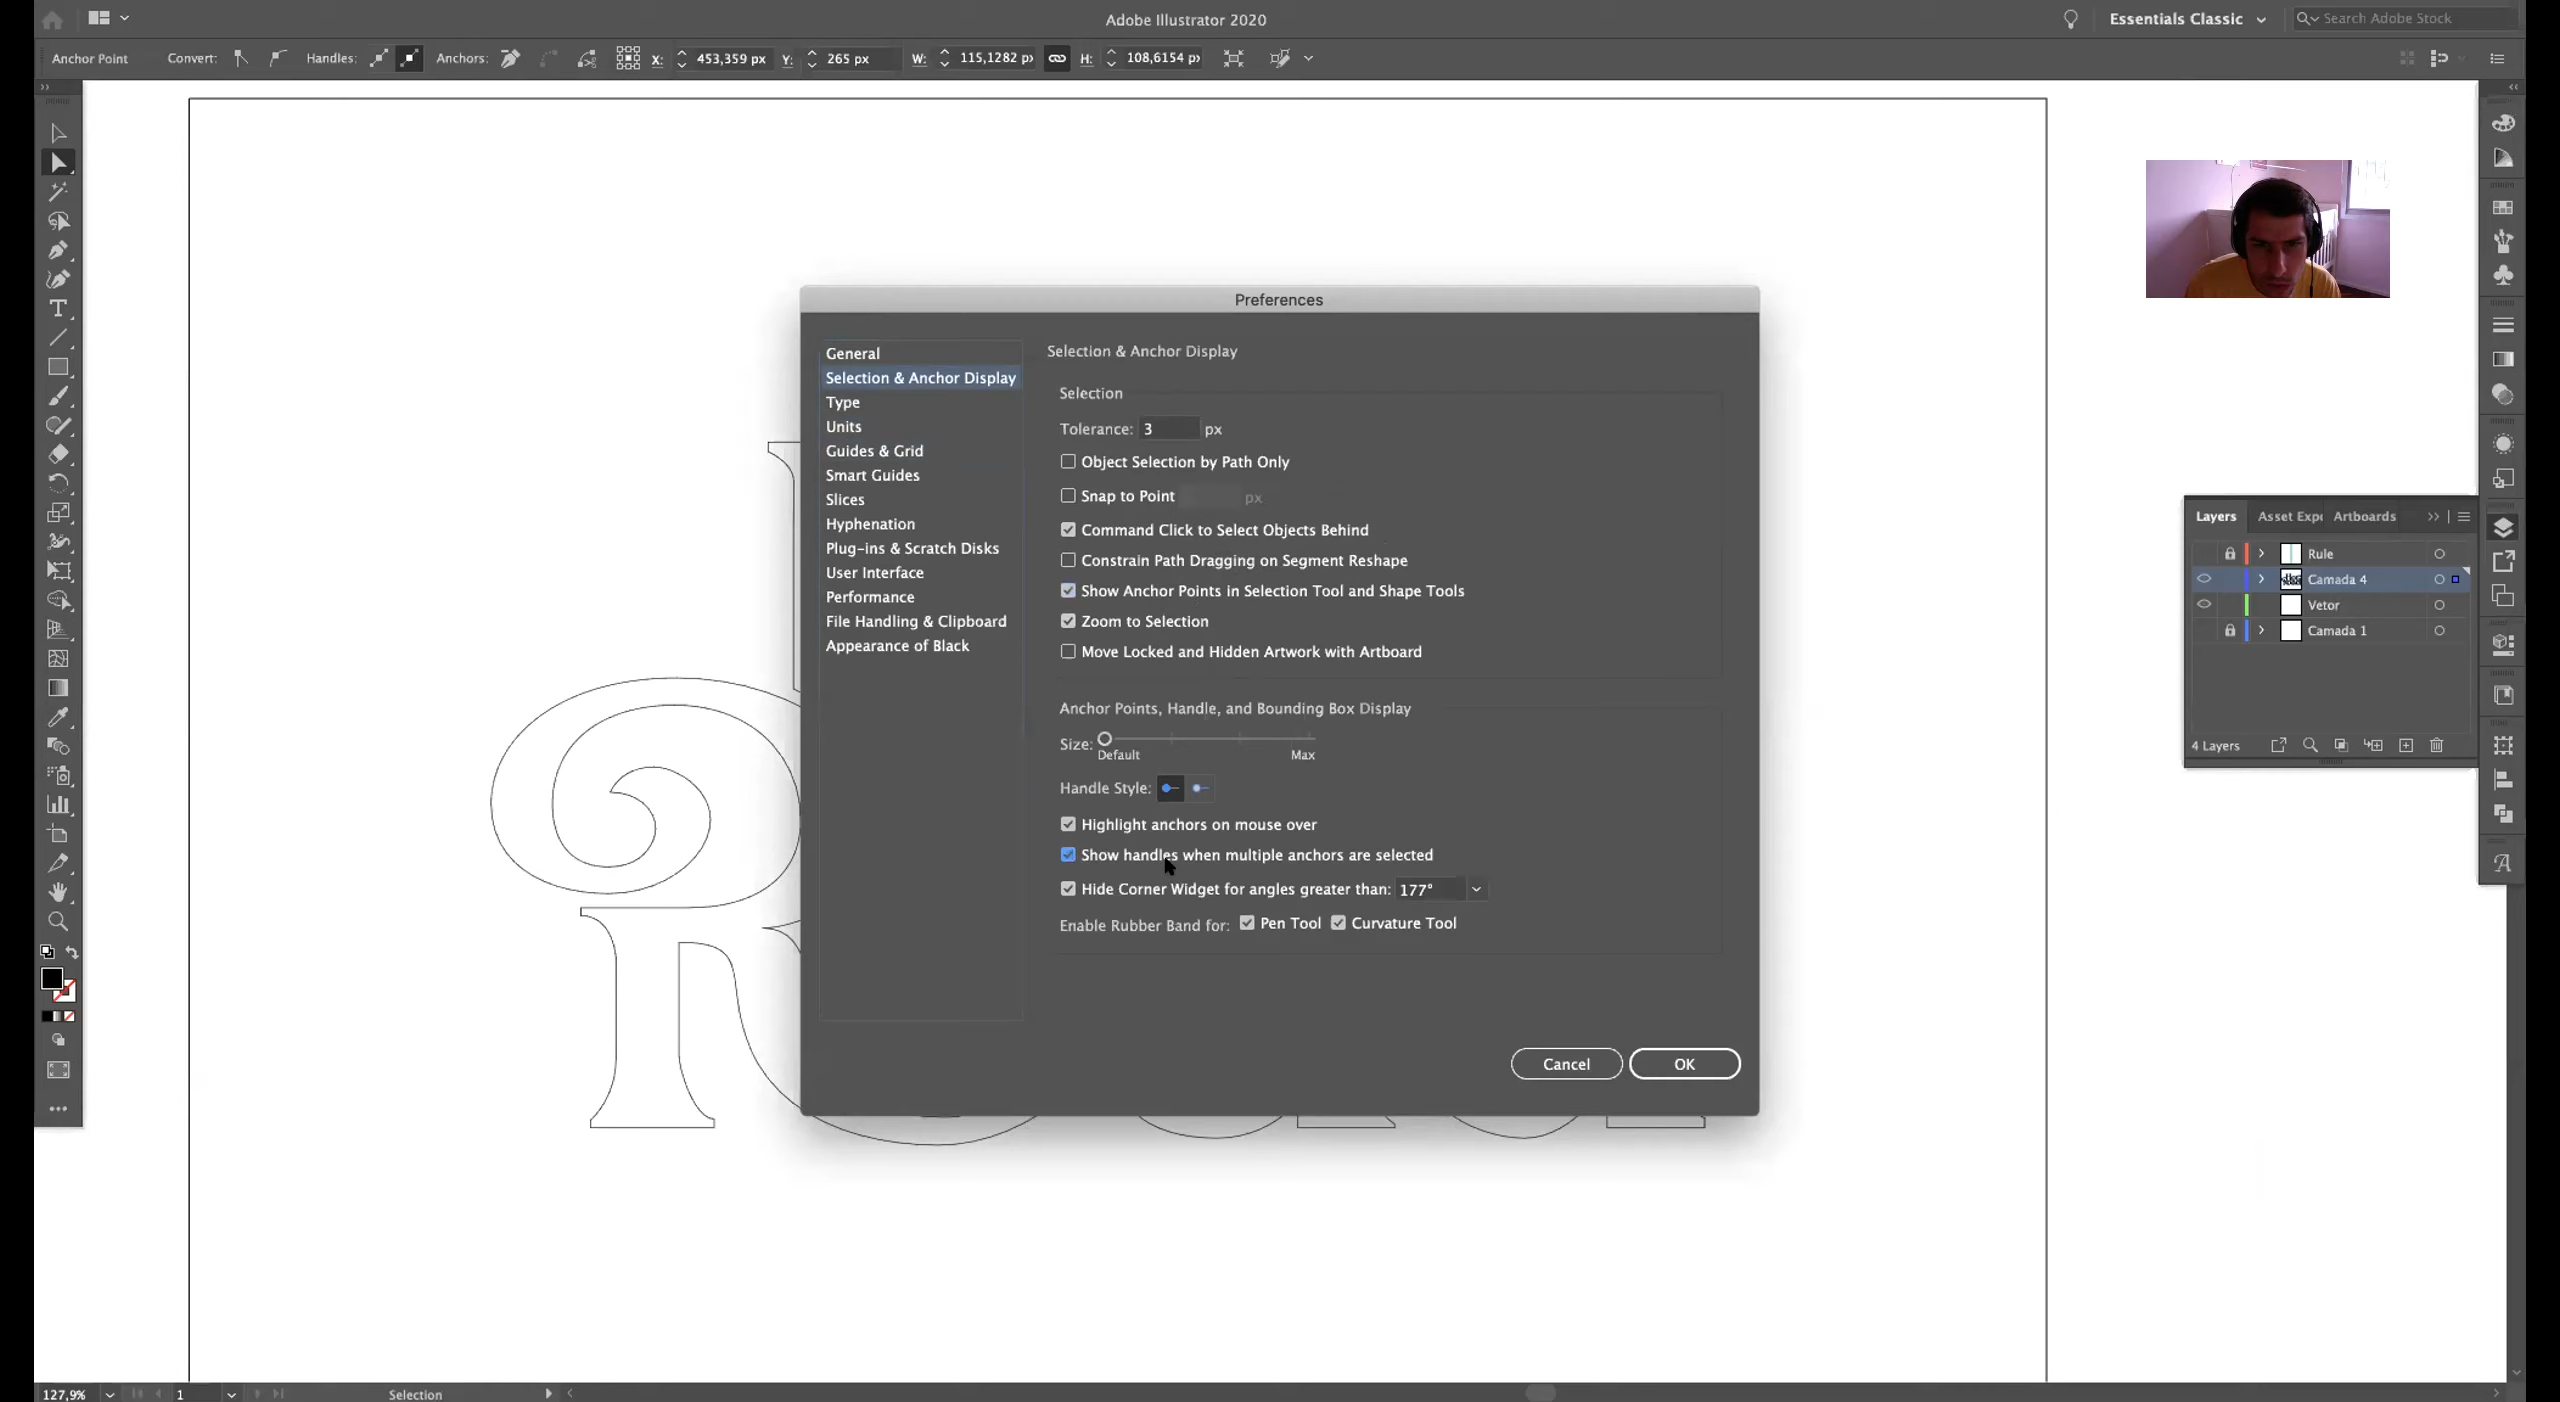 Adobe Illustrator 2020
Essentials Classic
Search Adobe Stock
Anchor Point Convert: Handles: Anchors: X: 453,359 px Y: 265 px W: 115,1282 p H: 108,6154 p
Preferences
General
Selection & Anchor Display
Type
Units
Guides & Grid
Smart Guides
Slices
Hyphenation
Plug-ins & Scratch Disks
User Interface
Performance
File Handling & Clipboard
Appearance of Black
Selection & Anchor Display
Selection
Tolerance: 3 px
Object Selection by Path Only
Snap to Point px
Command Click to Select Objects Behind
Constrain Path Dragging on Segment Reshape
Show Anchor Points in Selection Tool and Shape Tools
Zoom to Selection
Move Locked and Hidden Artwork with Artboard
Anchor Points, Handle, and Bounding Box Display
Size:
Default Max
Handle Style:
Highlight anchors on mouse over
Show handles when multiple anchors are selected
Hide Corner Widget for angles greater than: 177°
Enable Rubber Band for: Pen Tool Curvature Tool
Cancel OK
Layers Asset Exp Artboards
Rule
Camada 4
Vetor
Camada 1
4 Layers
127,9% 1 Selection